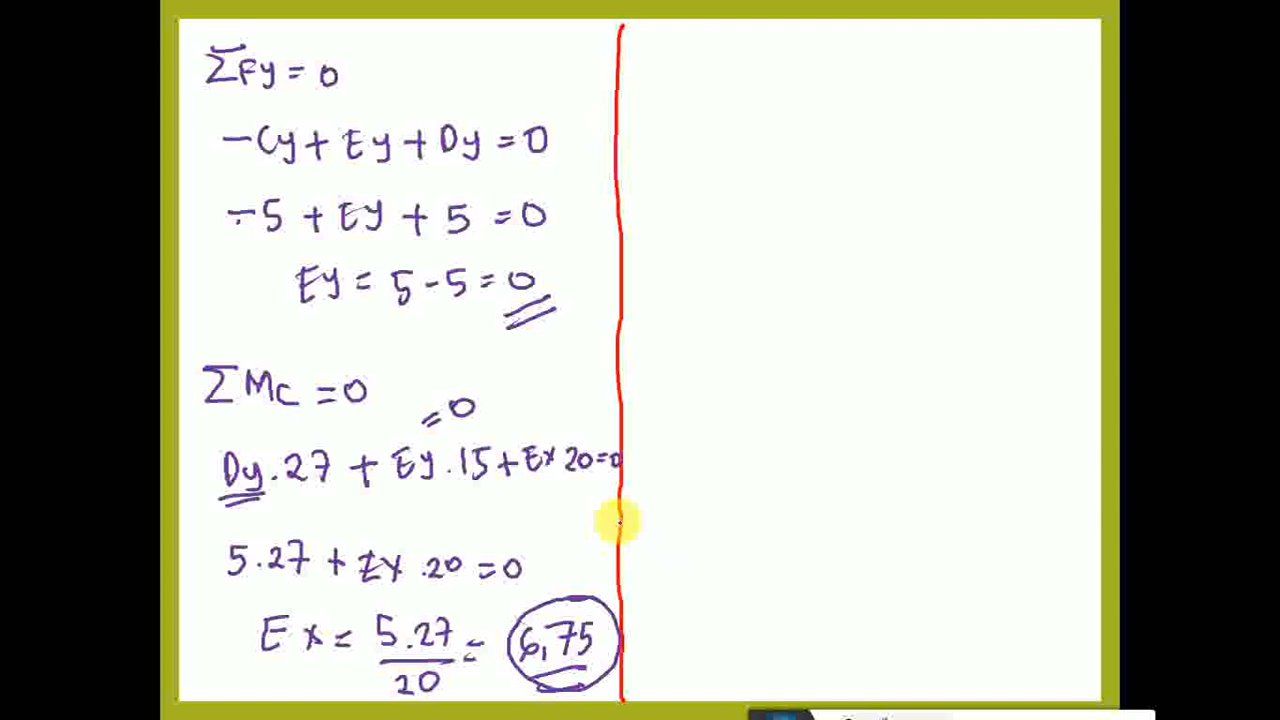 ΣFy = 0
-Cy + Ey + Dy = 0
-5 + Ey + 5 = 0
Ey = 5 - 5 = 0
ΣMc = 0
= 0
Dy.27 + Ey.15 + Ex 20 = 0
5.27 + Ex.20 = 0
Ex = 5.27/20 = 6,75